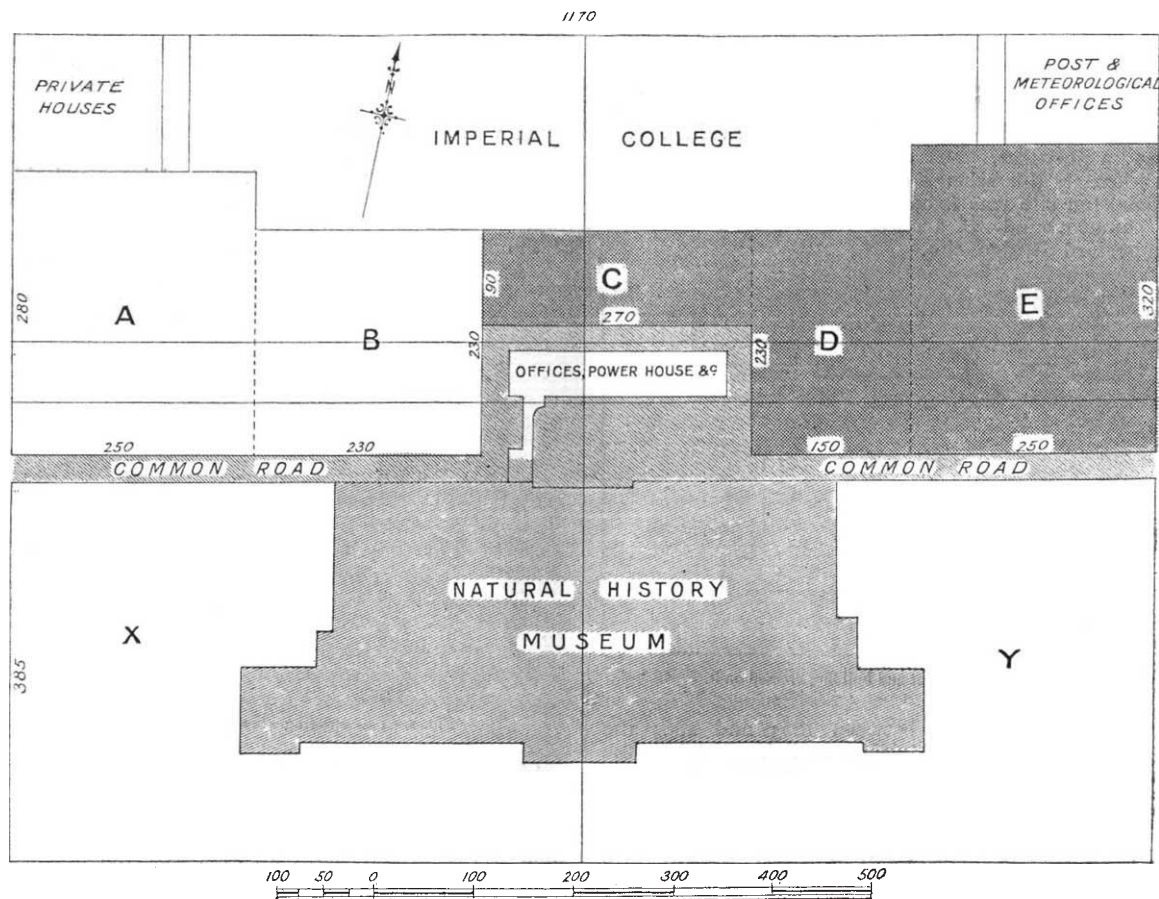 1170
PRIVATE
HOUSES
N
IMPERIAL COLLEGE
POST &
METEOROLOGICAL
OFFICES
280
A
B
90
C
270
230
230
D
E
320
OFFICES, POWER HOUSE &c
250
230
150
250
COMMON ROAD
COMMON ROAD
NATURAL HISTORY
MUSEUM
X
Y
385
100 50 0 100 200 300 400 500